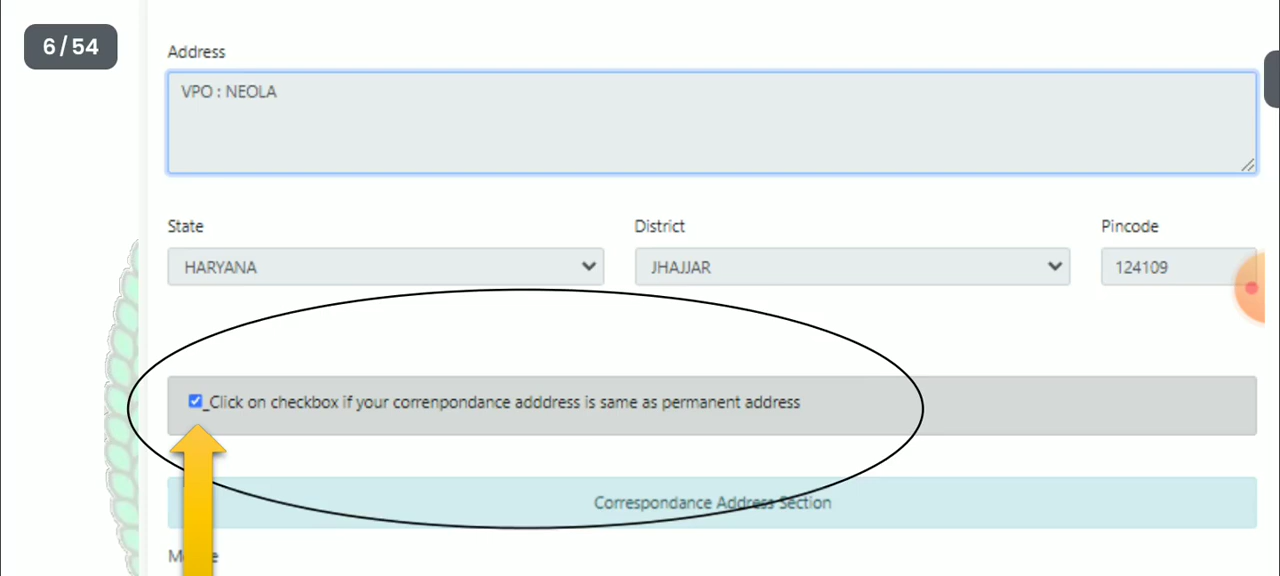 6/54
Address
VPO : NEOLA
State District Pincode
HARYANA JHAJJAR 124109
_Click on checkbox if your correnpondance adddress is same as permanent address
Correspondance Address Section